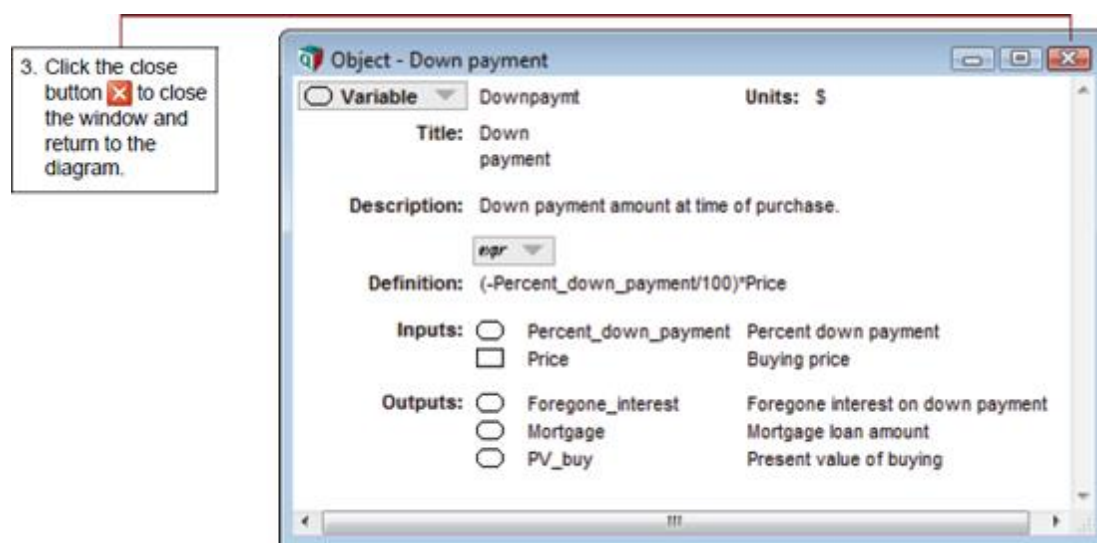 3. Click the close
button to close
the window and
return to the
diagram.
Object - Down payment
Variable Downpaymt Units: $
Title: Down
payment
Description: Down payment amount at time of purchase.
expr
Definition: (-Percent_down_payment/100)*Price
Inputs: Percent_down_payment Percent down payment
Price Buying price
Outputs: Foregone_interest Foregone interest on down payment
Mortgage Mortgage loan amount
PV_buy Present value of buying